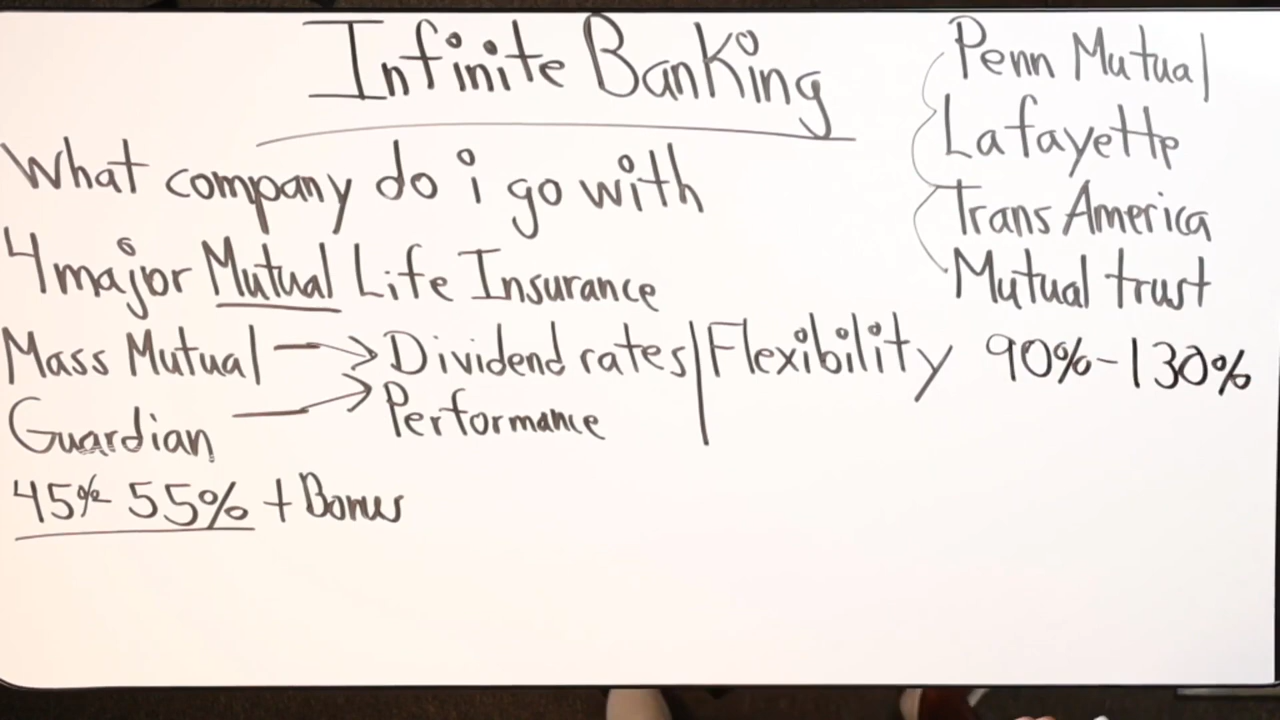 Infinite Banking
What company do i go with
4 major Mutual Life Insurance
Mass Mutual Dividend rates Flexibility 90%-130%
Guardian Performance
45%-55% + Bonus
Penn Mutual
Lafayette
Trans America
Mutual trust